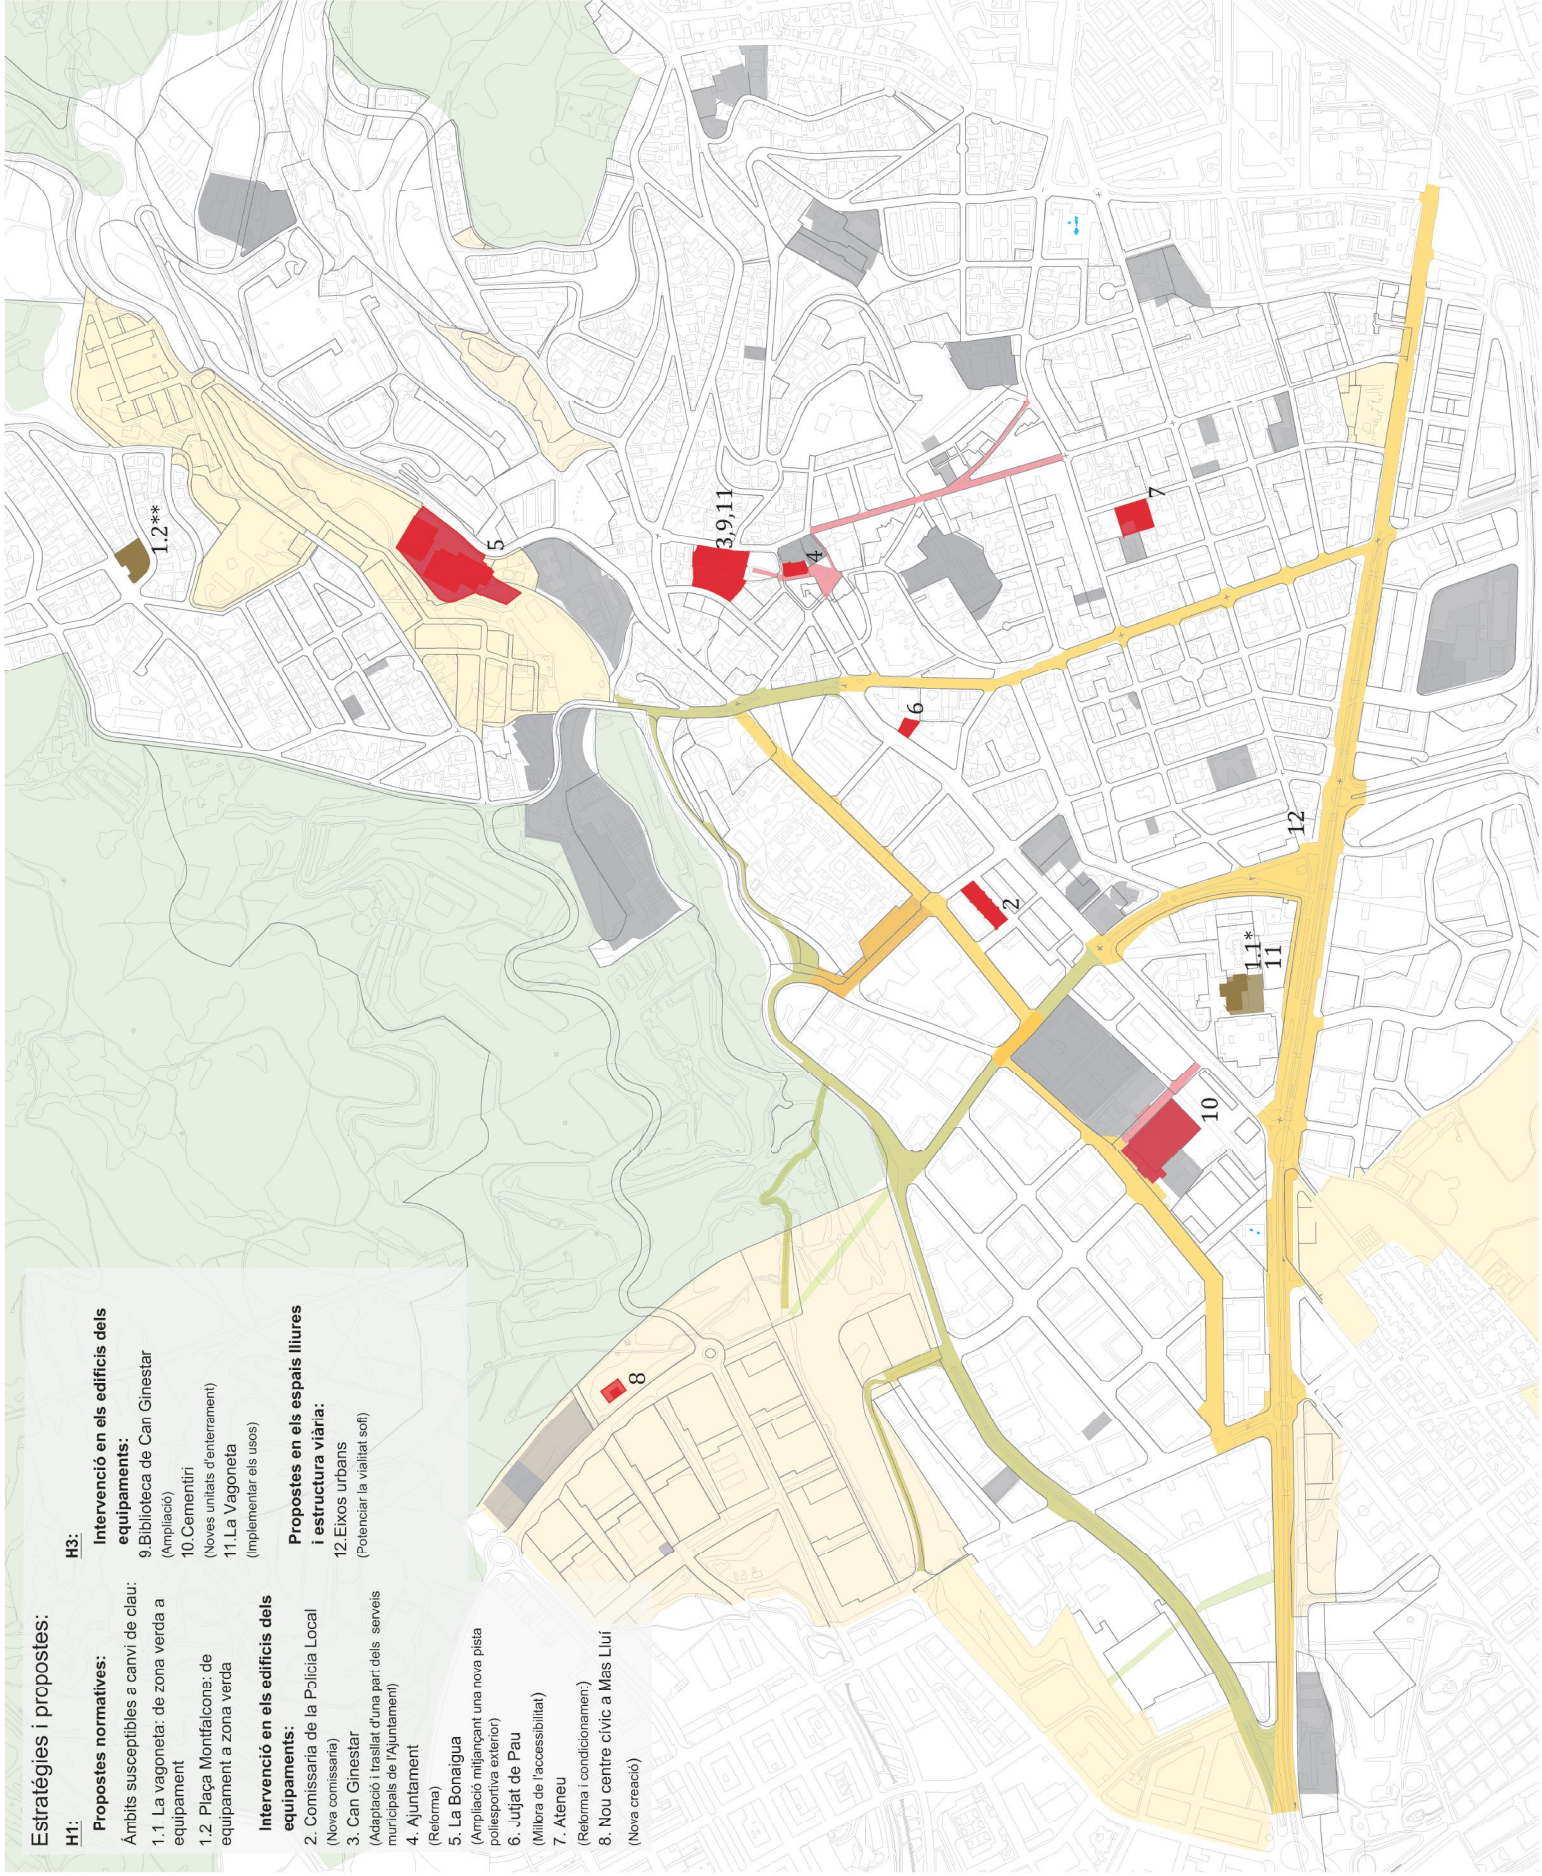 Estratégies i propostes:
H1:
Propostes normatives:
Àmbits susceptibles a canvi de clau:
1.1 La vagoneta: de zona verda a
equipament
1.2 Plaça Montfalcone: de
equipament a zona verda
Intervenció en els edificis dels
equipaments:
2. Comissaria de la Policia Local
(Nova comissaria)
3. Can Ginestar
(Adaptació i trasllat d'una part dels serveis
municipals de l'Ajuntament)
4. Ajuntament
(Reforma)
5. La Bonaigua
(Ampliació mitjançant una nova pista
poliesportiva exterior)
6. Jutjat de Pau
(Millora de l'accessibilitat)
7. Ateneu
(Reforma i condicionament)
8. Nou centre cívic a Mas Lluí
(Nova creació)
H3:
Intervenció en els edificis dels
equipaments:
9.Biblioteca de Can Ginestar
(Ampliació)
10.Cementiri
(Noves unitats d'enterrament)
11.La Vagoneta
(Implementar els usos)
Propostes en els espais lliures
i estructura viària:
12.Eixos urbans
(Potenciar la vialitat soft)
1.2**
5
3,9,11
4
7
6
2
12
1.1*
11
10
8